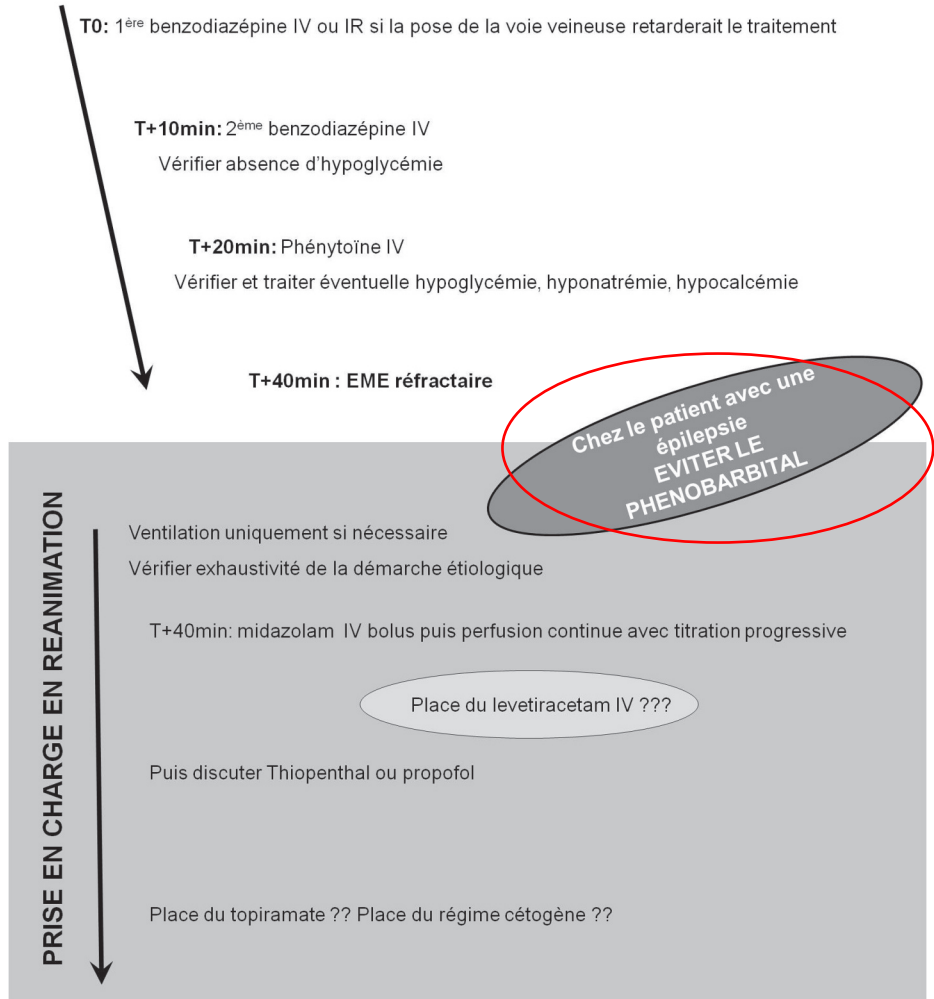 T0: 1ère benzodiazépine IV ou IR si la pose de la voie veineuse retarderait le traitement
T+10min: 2ème benzodiazépine IV
Vérifier absence d'hypoglycémie
T+20min: Phénytoïne IV
Vérifier et traiter éventuelle hypoglycémie, hyponatrémie, hypocalcémie
T+40min : EME réfractaire
Chez le patient avec une
épilepsie
EVITER LE
PHENOBARBITAL
PRISE EN CHARGE EN REANIMATION
Ventilation uniquement si nécessaire
Vérifier exhaustivité de la démarche étiologique
T+40min: midazolam IV bolus puis perfusion continue avec titration progressive
Place du levetiracetam IV ???
Puis discuter Thiopenthal ou propofol
Place du topiramate ?? Place du régime cétogène ??